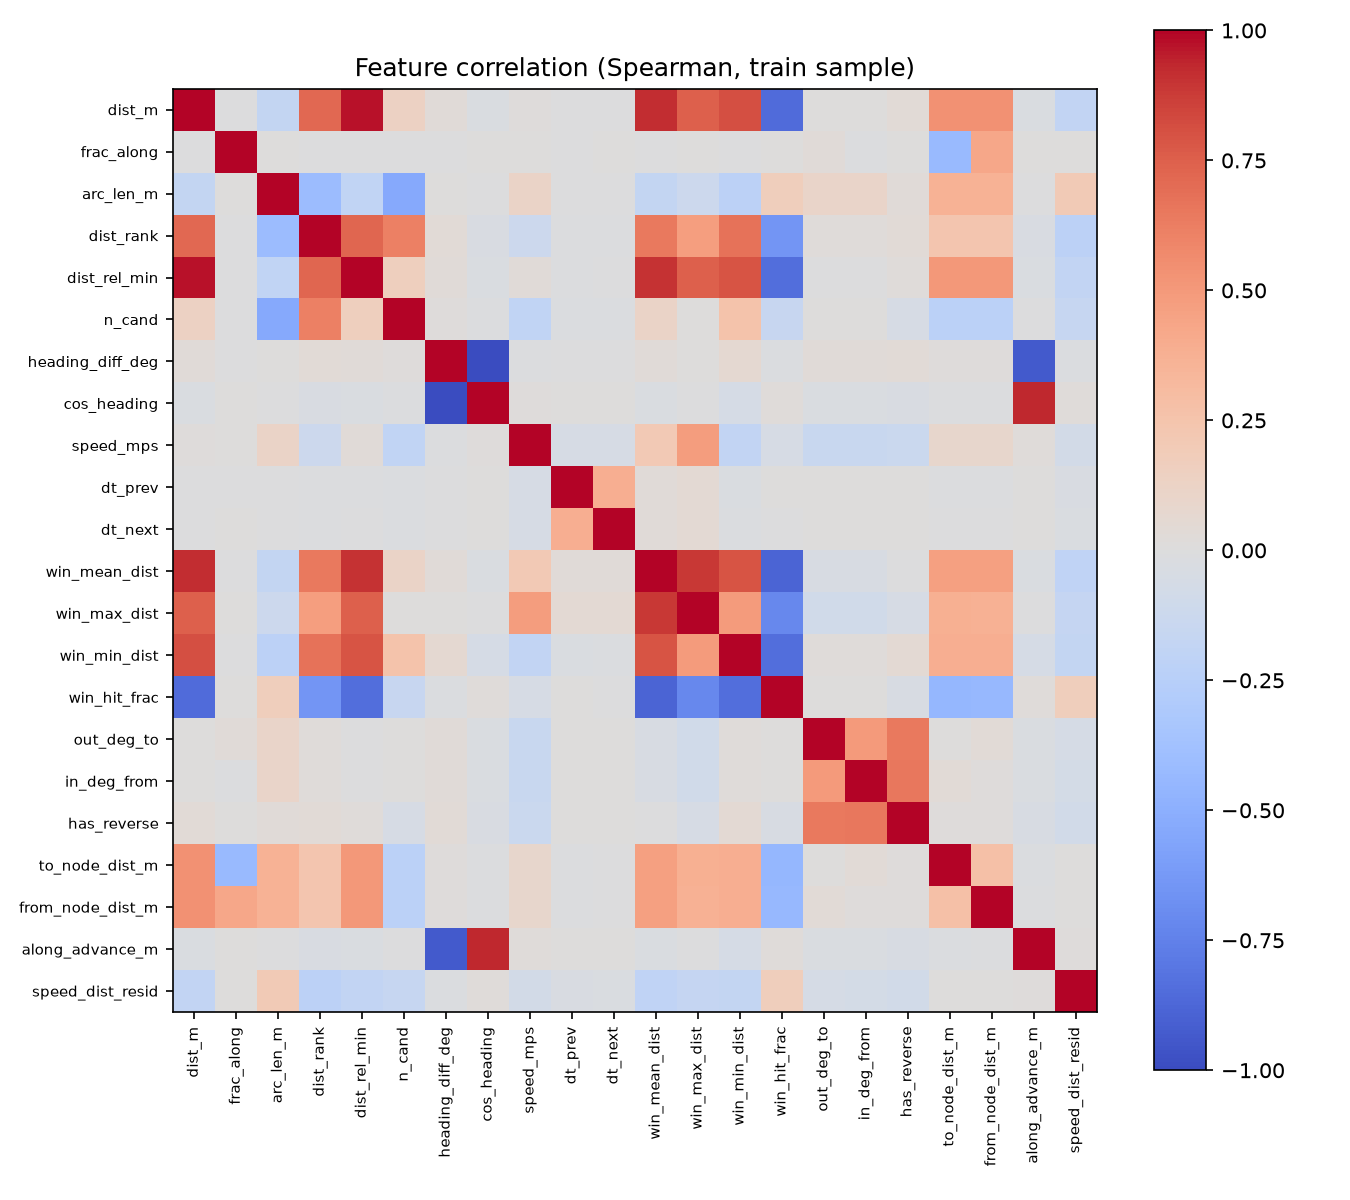 Feature correlation (Spearman, train sample)
dist_m
frac_along
arc_len_m
dist_rank
dist_rel_min
n_cand
heading_diff_deg
cos_heading
speed_mps
dt_prev
dt_next
win_mean_dist
win_max_dist
win_min_dist
win_hit_frac
out_deg_to
in_deg_from
has_reverse
to_node_dist_m
from_node_dist_m
along_advance_m
speed_dist_resid
dist_m
frac_along
arc_len_m
dist_rank
dist_rel_min
n_cand
heading_diff_deg
cos_heading
speed_mps
dt_prev
dt_next
win_mean_dist
win_max_dist
win_min_dist
win_hit_frac
out_deg_to
in_deg_from
has_reverse
to_node_dist_m
from_node_dist_m
along_advance_m
speed_dist_resid
1.00
0.75
0.50
0.25
0.00
−0.25
−0.50
−0.75
−1.00